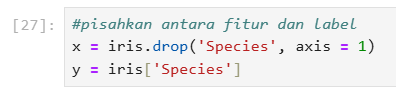 [27]: #pisahkan antara fitur dan label
x = iris.drop('Species', axis = 1)
y = iris['Species']